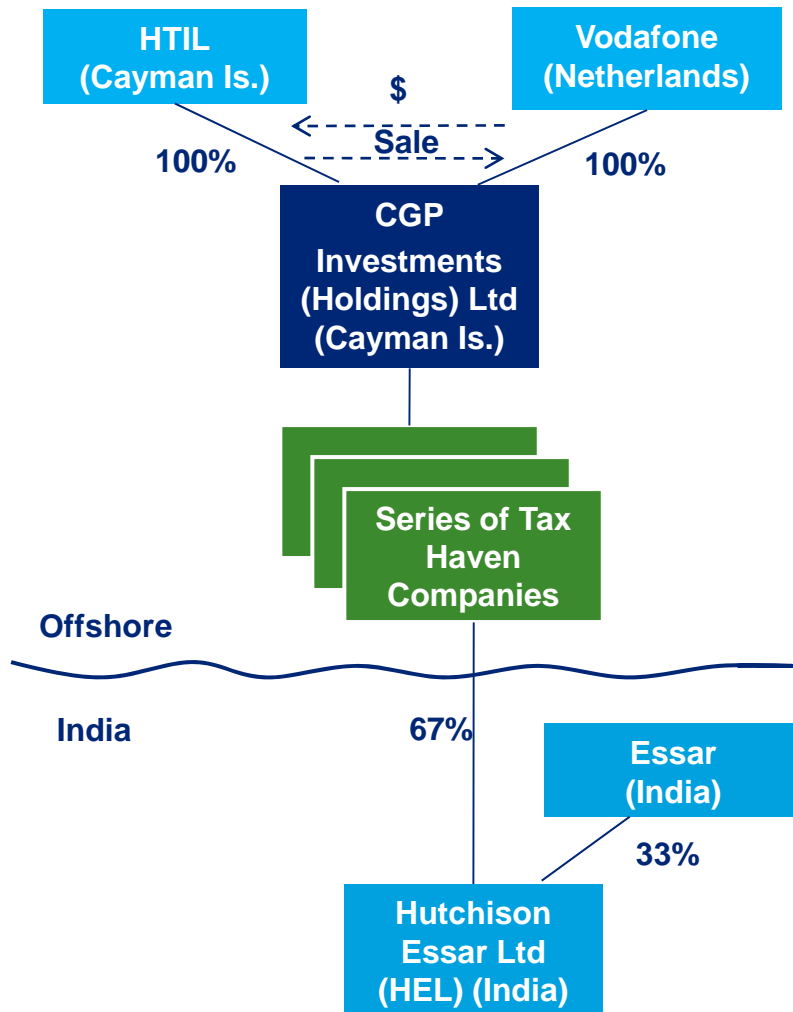 HTIL
(Cayman Is.)
Vodafone
(Netherlands)
$
Sale
100%
100%
CGP
Investments
(Holdings) Ltd
(Cayman Is.)
Series of Tax
Haven
Companies
Offshore
India
67%
Essar
(India)
33%
Hutchison
Essar Ltd
(HEL) (India)